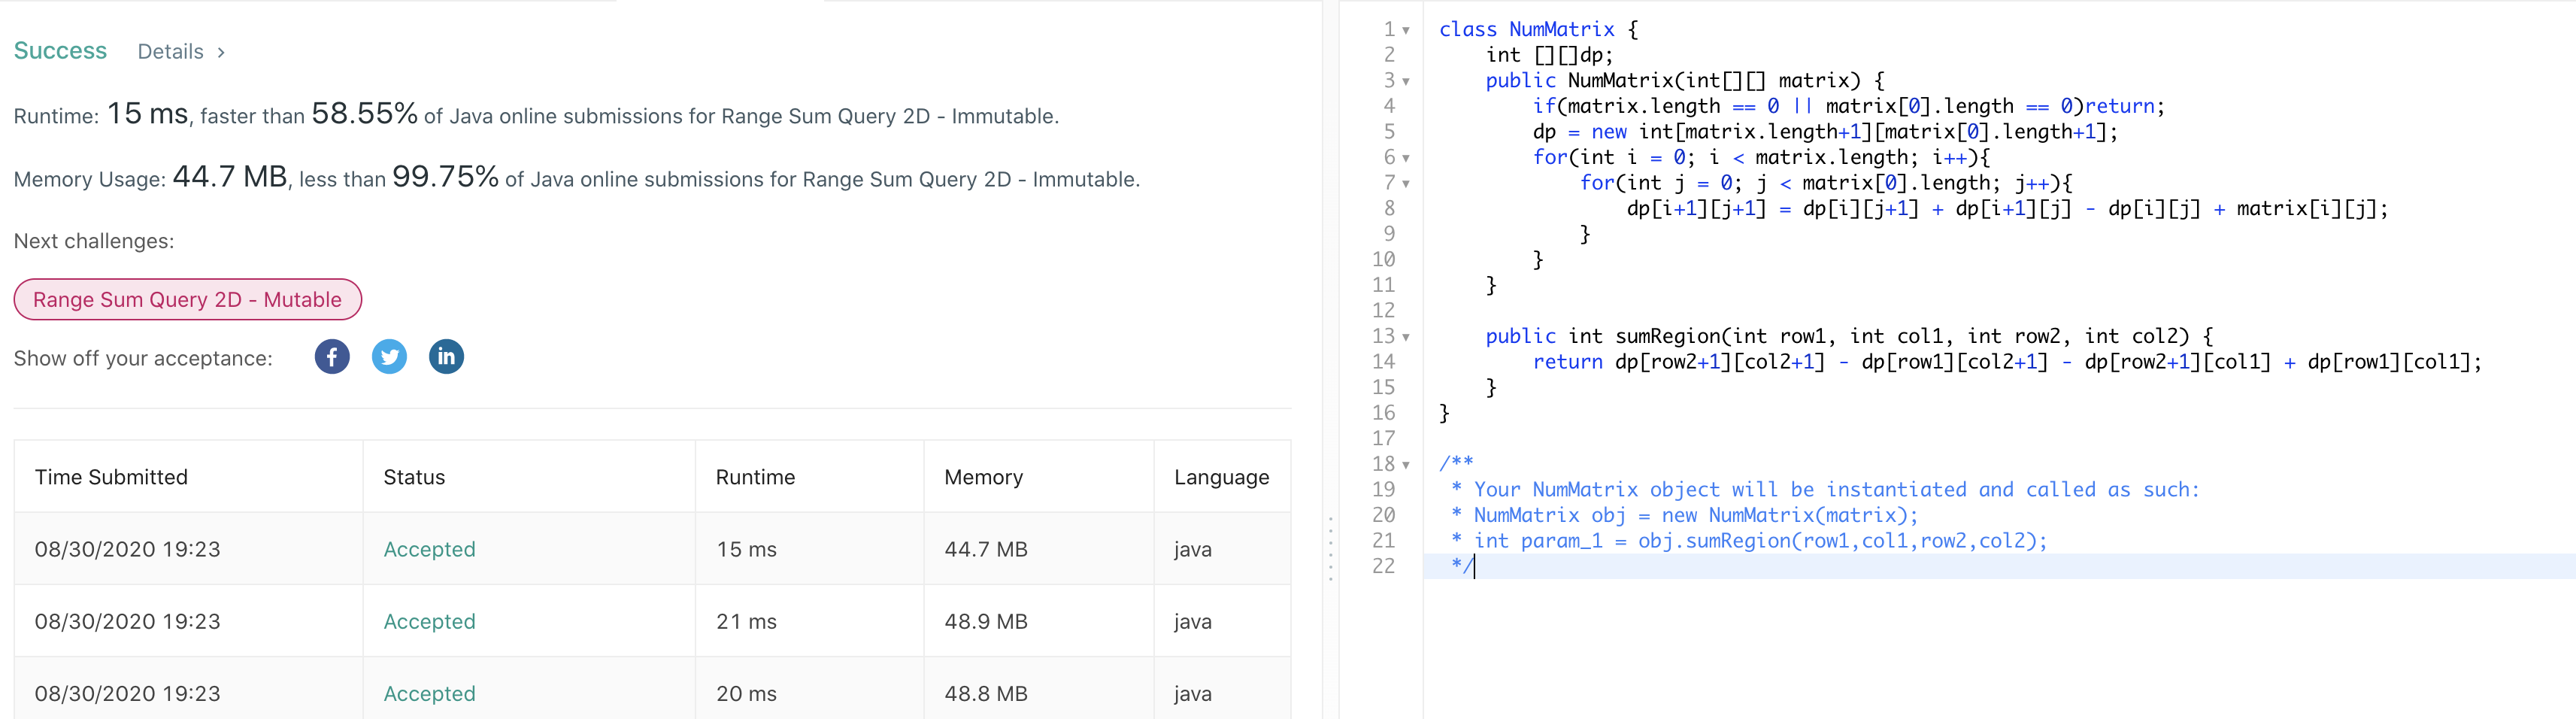 Success Details >
Runtime: 15 ms, faster than 58.55% of Java online submissions for Range Sum Query 2D - Immutable.
Memory Usage: 44.7 MB, less than 99.75% of Java online submissions for Range Sum Query 2D - Immutable.
Next challenges:
Range Sum Query 2D - Mutable
Show off your acceptance: f in
Time Submitted Status Runtime Memory Language
08/30/2020 19:23 Accepted 15 ms 44.7 MB java
08/30/2020 19:23 Accepted 21 ms 48.9 MB java
08/30/2020 19:23 Accepted 20 ms 48.8 MB java
1 class NumMatrix {
2     int [][]dp;
3     public NumMatrix(int[][] matrix) {
4         if(matrix.length == 0 || matrix[0].length == 0)return;
5         dp = new int[matrix.length+1][matrix[0].length+1];
6         for(int i = 0; i < matrix.length; i++){
7             for(int j = 0; j < matrix[0].length; j++){
8                 dp[i+1][j+1] = dp[i][j+1] + dp[i+1][j] - dp[i][j] + matrix[i][j];
9             }
10         }
11     }
12
13     public int sumRegion(int row1, int col1, int row2, int col2) {
14         return dp[row2+1][col2+1] - dp[row1][col2+1] - dp[row2+1][col1] + dp[row1][col1];
15     }
16 }
17
18 /**
19  * Your NumMatrix object will be instantiated and called as such:
20  * NumMatrix obj = new NumMatrix(matrix);
21  * int param_1 = obj.sumRegion(row1,col1,row2,col2);
22  */